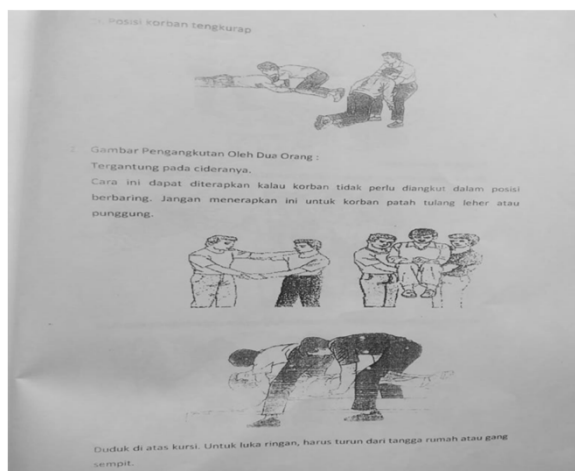 Posisi korban tengkurap
2. Gambar Pengangkutan Oleh Dua Orang :
Tergantung pada cideranya.
Cara ini dapat diterapkan kalau korban tidak perlu diangkut dalam posisi
berbaring. Jangan menerapkan ini untuk korban patah tulang leher atau
punggung.
Duduk di atas kursi. Untuk luka ringan, harus turun dari tangga rumah atau gang
sempit.